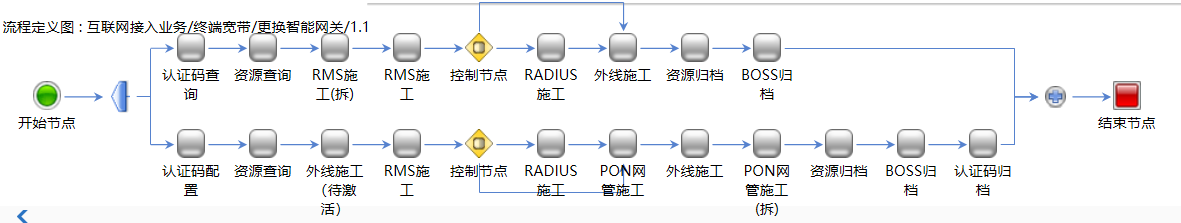 流程定义图 : 互联网接入业务/终端宽带/更换智能网关/1.1
认证码查
询
资源查询
RMS施
工(拆)
RMS施
工
控制节点
RADIUS
施工
外线施工
资源归档
BOSS归
档
开始节点
结束节点
认证码配
置
资源查询
外线施工
(待激
活)
RMS施
工
控制节点
RADIUS
施工
PON网
管施工
外线施工
PON网
管施工
(拆)
资源归档
BOSS归
档
认证码归
档